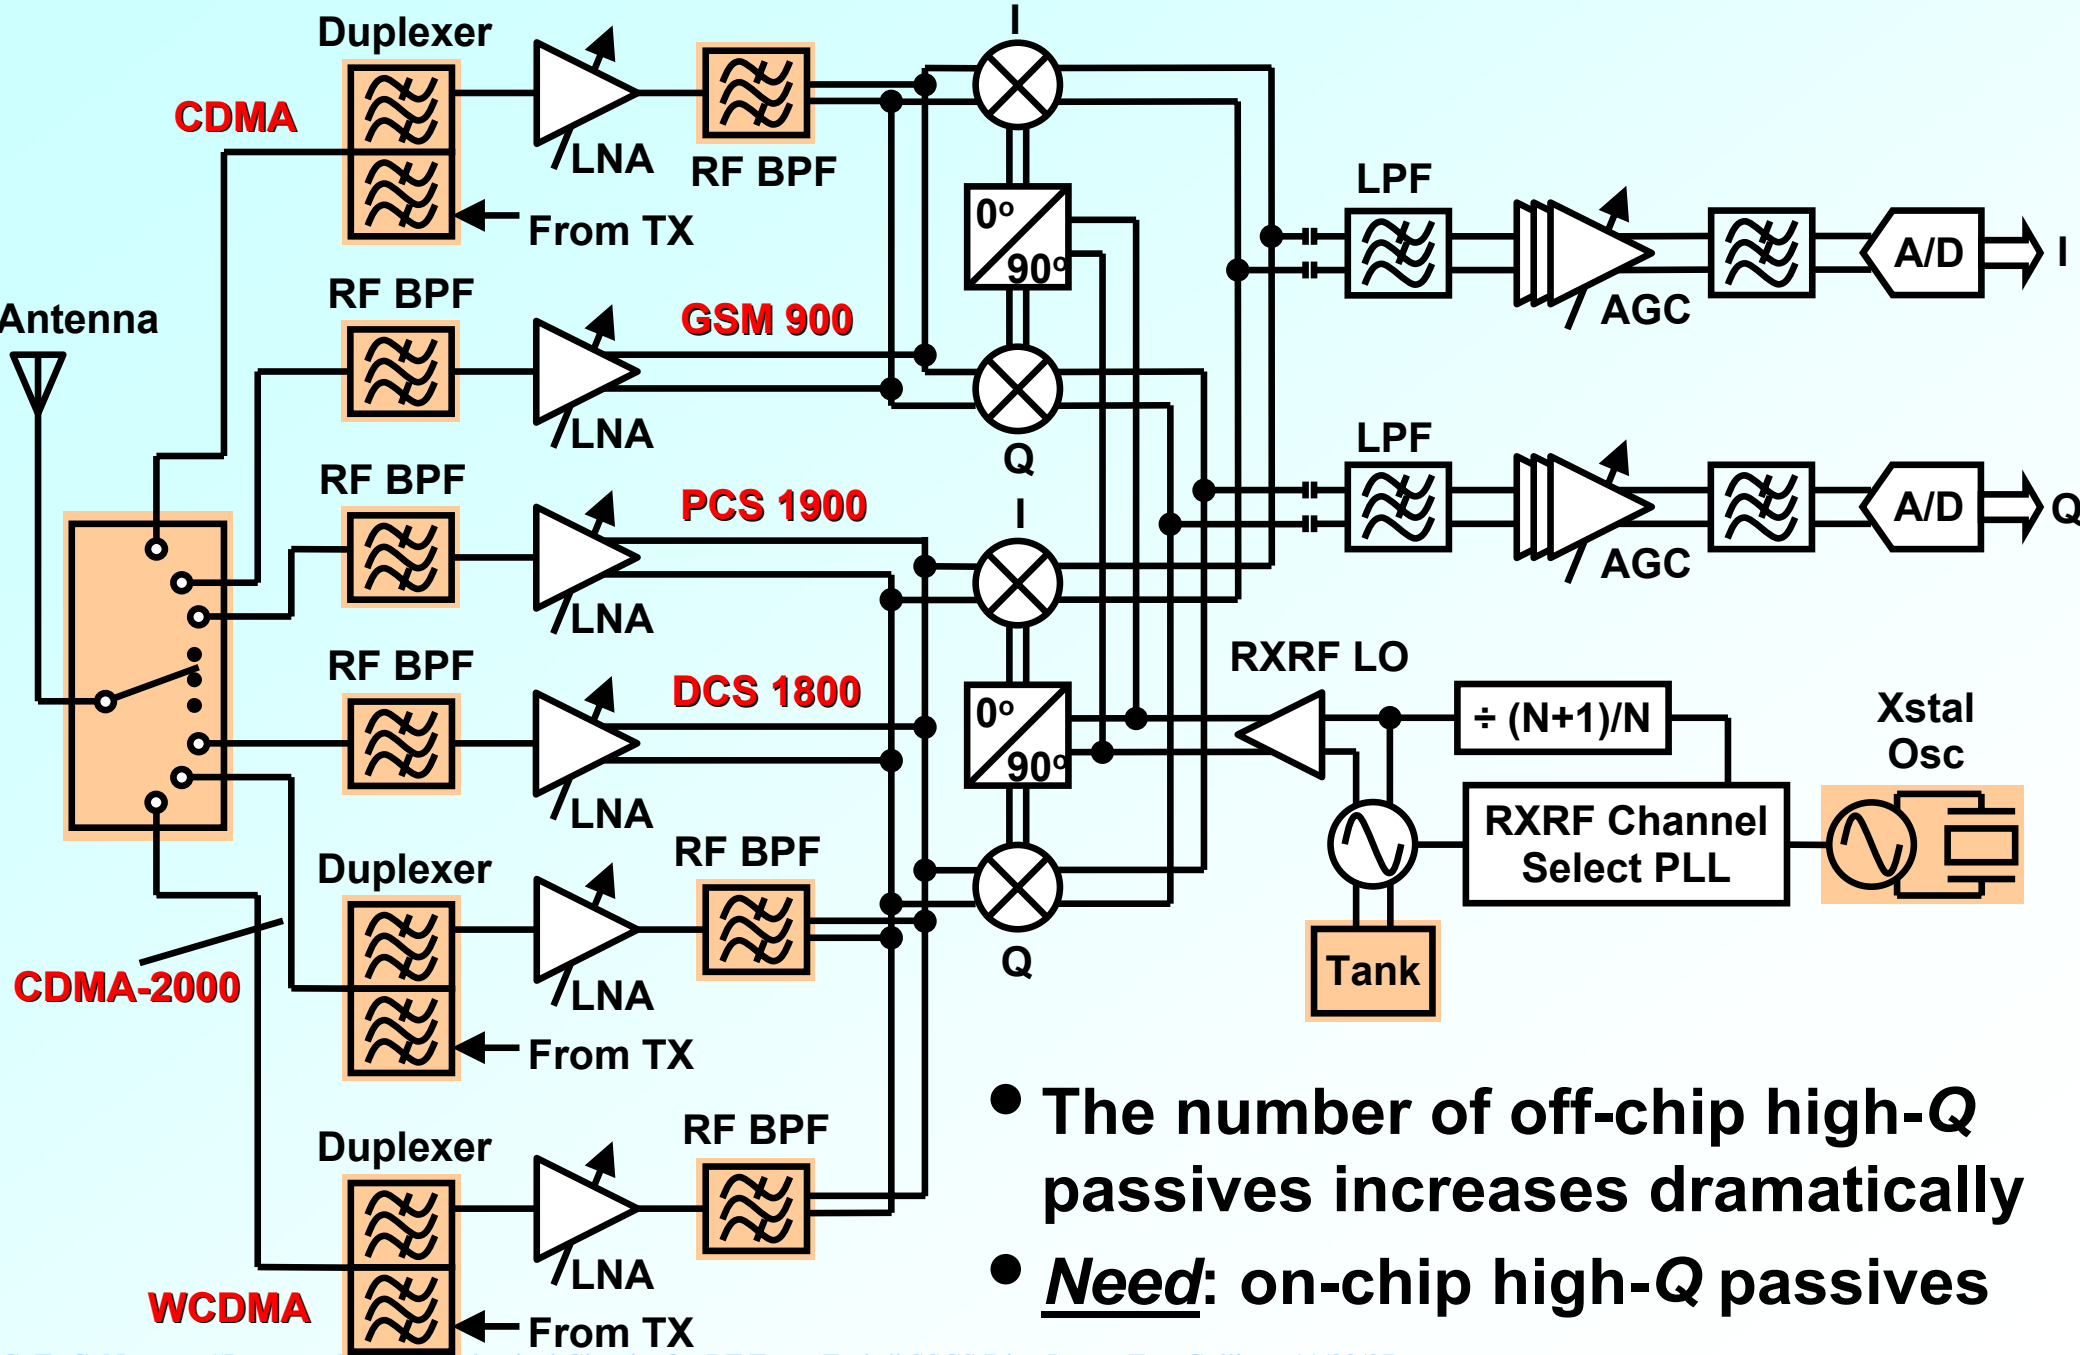 Duplexer
I
CDMA
LNA
RF BPF
From TX
0o
90o
LPF
AGC
A/D
I
Antenna
RF BPF
GSM 900
LNA
Q
LPF
AGC
A/D
Q
RF BPF
PCS 1900
I
LNA
RF BPF
DCS 1800
LNA
0o
90o
RXRF LO
÷ (N+1)/N
Xstal
Osc
RXRF Channel
Select PLL
Tank
Duplexer
RF BPF
Q
CDMA-2000
LNA
From TX
Duplexer
RF BPF
LNA
WCDMA
From TX
• The number of off-chip high-Q
passives increases dramatically
• Need: on-chip high-Q passives